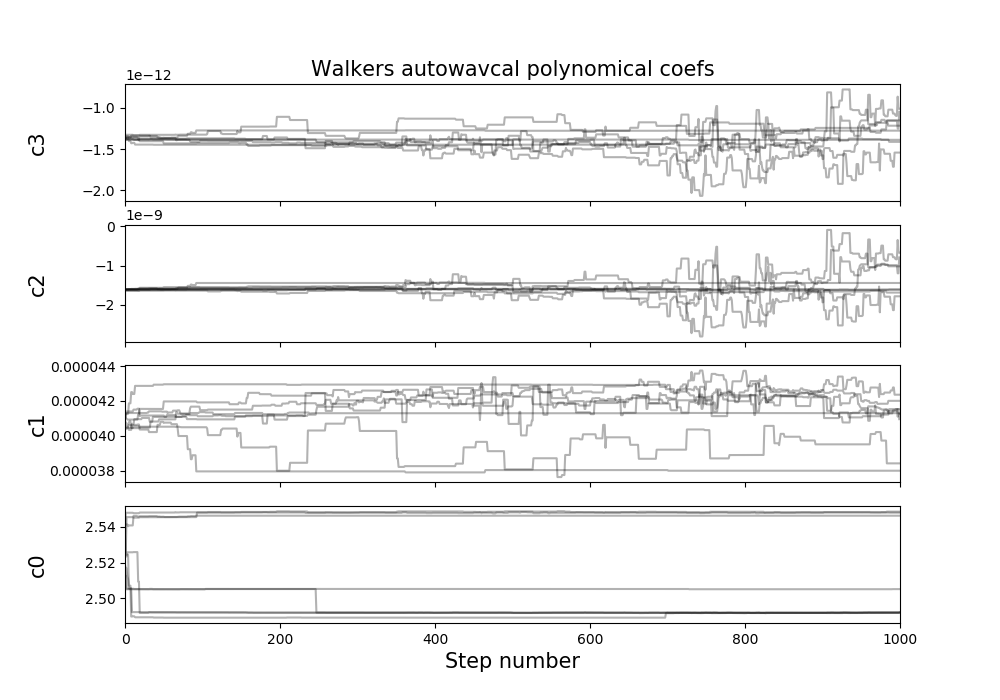 Walkers autowavcal polynomical coefs
1e−12
−1.0
−1.5
−2.0
c3
1e−9
0
−1
−2
c2
0.000044
0.000042
0.000040
0.000038
c1
2.54
2.52
2.50
c0
0 200 400 600 800 1000
Step number